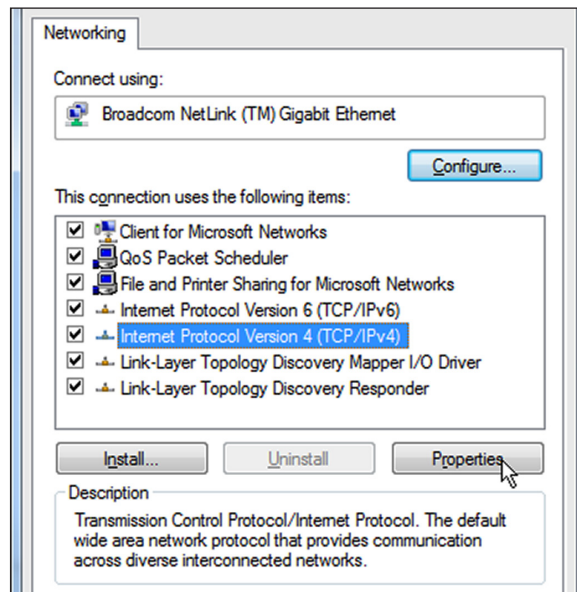 Networking
Connect using:
Broadcom NetLink (TM) Gigabit Ethernet
Configure...
This connection uses the following items:
Client for Microsoft Networks
QoS Packet Scheduler
File and Printer Sharing for Microsoft Networks
Internet Protocol Version 6 (TCP/IPv6)
Internet Protocol Version 4 (TCP/IPv4)
Link-Layer Topology Discovery Mapper I/O Driver
Link-Layer Topology Discovery Responder
Install... Uninstall Properties
Description
Transmission Control Protocol/Internet Protocol. The default
wide area network protocol that provides communication
across diverse interconnected networks.